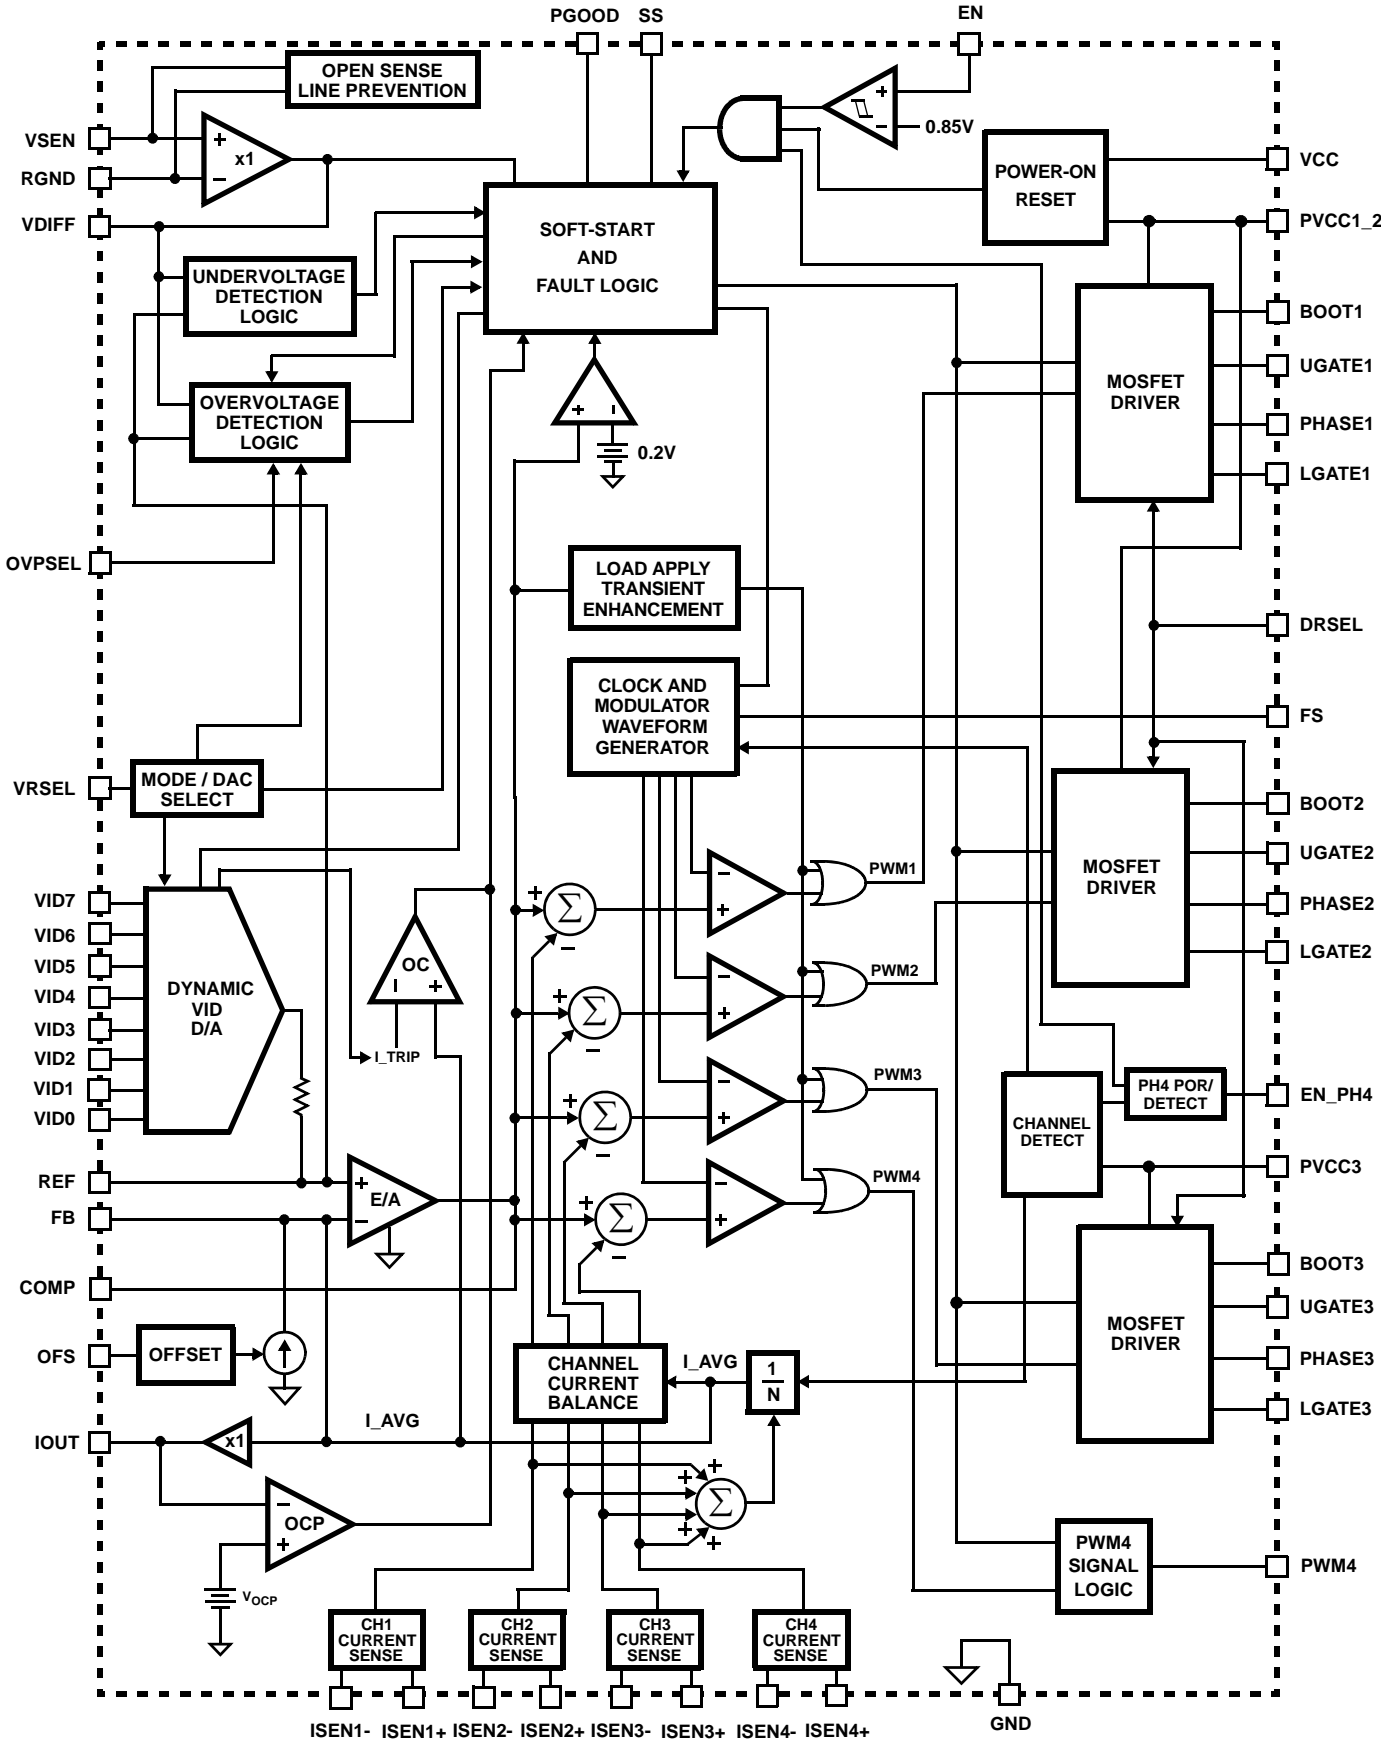 PGOOD SS EN
OPEN SENSE
LINE PREVENTION
VSEN
+
x1
−
RGND
+
−
0.85V
POWER-ON
RESET
VCC
VDIFF
PVCC1_2
SOFT-START
AND
FAULT LOGIC
UNDERVOLTAGE
DETECTION
LOGIC
BOOT1
UGATE1
MOSFET
DRIVER
PHASE1
LGATE1
OVERVOLTAGE
DETECTION
LOGIC
+ −
0.2V
OVPSEL
LOAD APPLY
TRANSIENT
ENHANCEMENT
DRSEL
CLOCK AND
MODULATOR
WAVEFORM
GENERATOR
FS
VRSEL
MODE / DAC
SELECT
BOOT2
UGATE2
MOSFET
DRIVER
PHASE2
LGATE2
VID7
VID6
VID5
VID4
VID3
VID2
VID1
VID0
DYNAMIC
VID
D/A
OC
− +
I_TRIP
+
Σ
−
−
+
PWM1
+
Σ
−
−
+
PWM2
+
Σ
−
−
+
PWM3
+
Σ
−
−
+
PWM4
CHANNEL
DETECT
PH4 POR/
DETECT
EN_PH4
PVCC3
REF
+
E/A
−
FB
COMP
OFS
OFFSET
CHANNEL
CURRENT
BALANCE
I_AVG
1
N
BOOT3
UGATE3
MOSFET
DRIVER
PHASE3
LGATE3
I_AVG
IOUT
x1
−
OCP
+
VOCP
+
+
Σ
+
+
PWM4
SIGNAL
LOGIC
PWM4
CH1
CURRENT
SENSE
CH2
CURRENT
SENSE
CH3
CURRENT
SENSE
CH4
CURRENT
SENSE
ISEN1- ISEN1+ ISEN2- ISEN2+ ISEN3- ISEN3+ ISEN4- ISEN4+
GND